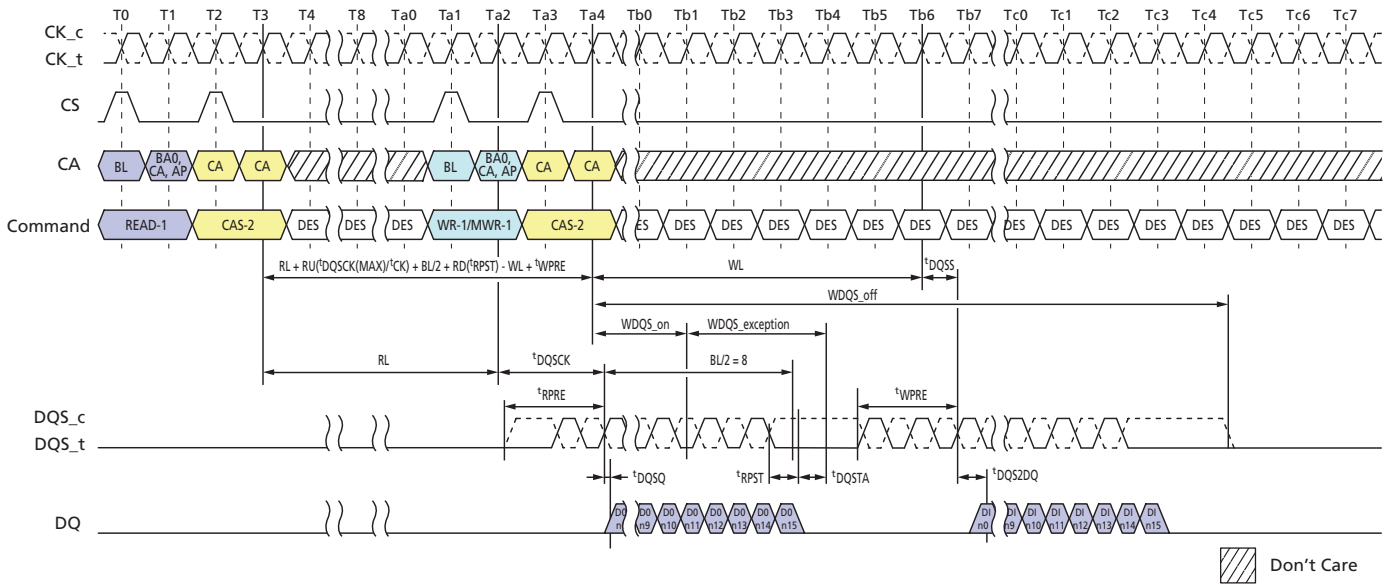 T0 T1 T2 T3 T4 T8 Ta0 Ta1 Ta2 Ta3 Ta4 Tb0 Tb1 Tb2 Tb3 Tb4 Tb5 Tb6 Tb7 Tc0 Tc1 Tc2 Tc3 Tc4 Tc5 Tc6 Tc7
CK_c
CK_t
CS
CA BL BA0, CA, AP CA CA BL BA0, CA, AP CA CA
Command READ-1 CAS-2 DES DES DES WR-1/MWR-1 CAS-2 DES DES DES DES DES DES DES DES DES DES DES DES DES DES DES DES
RL + RU(tDQSCK(MAX)/tCK) + BL/2 + RD(tRPST) - WL + tWPRE WL tDQSS
WDQS_off
WDQS_on WDQS_exception
RL tDQSCK BL/2 = 8
tRPRE tWPRE
DQS_c
DQS_t
tDQSQ tRPST tDQSTA tDQS2DQ
DQ D0 n D0 n9 D0 n10 D0 n11 D0 n12 D0 n13 D0 n14 D0 n15 DI n0 DI n9 DI n10 DI n11 DI n12 DI n13 DI n14 DI n15
Don't Care